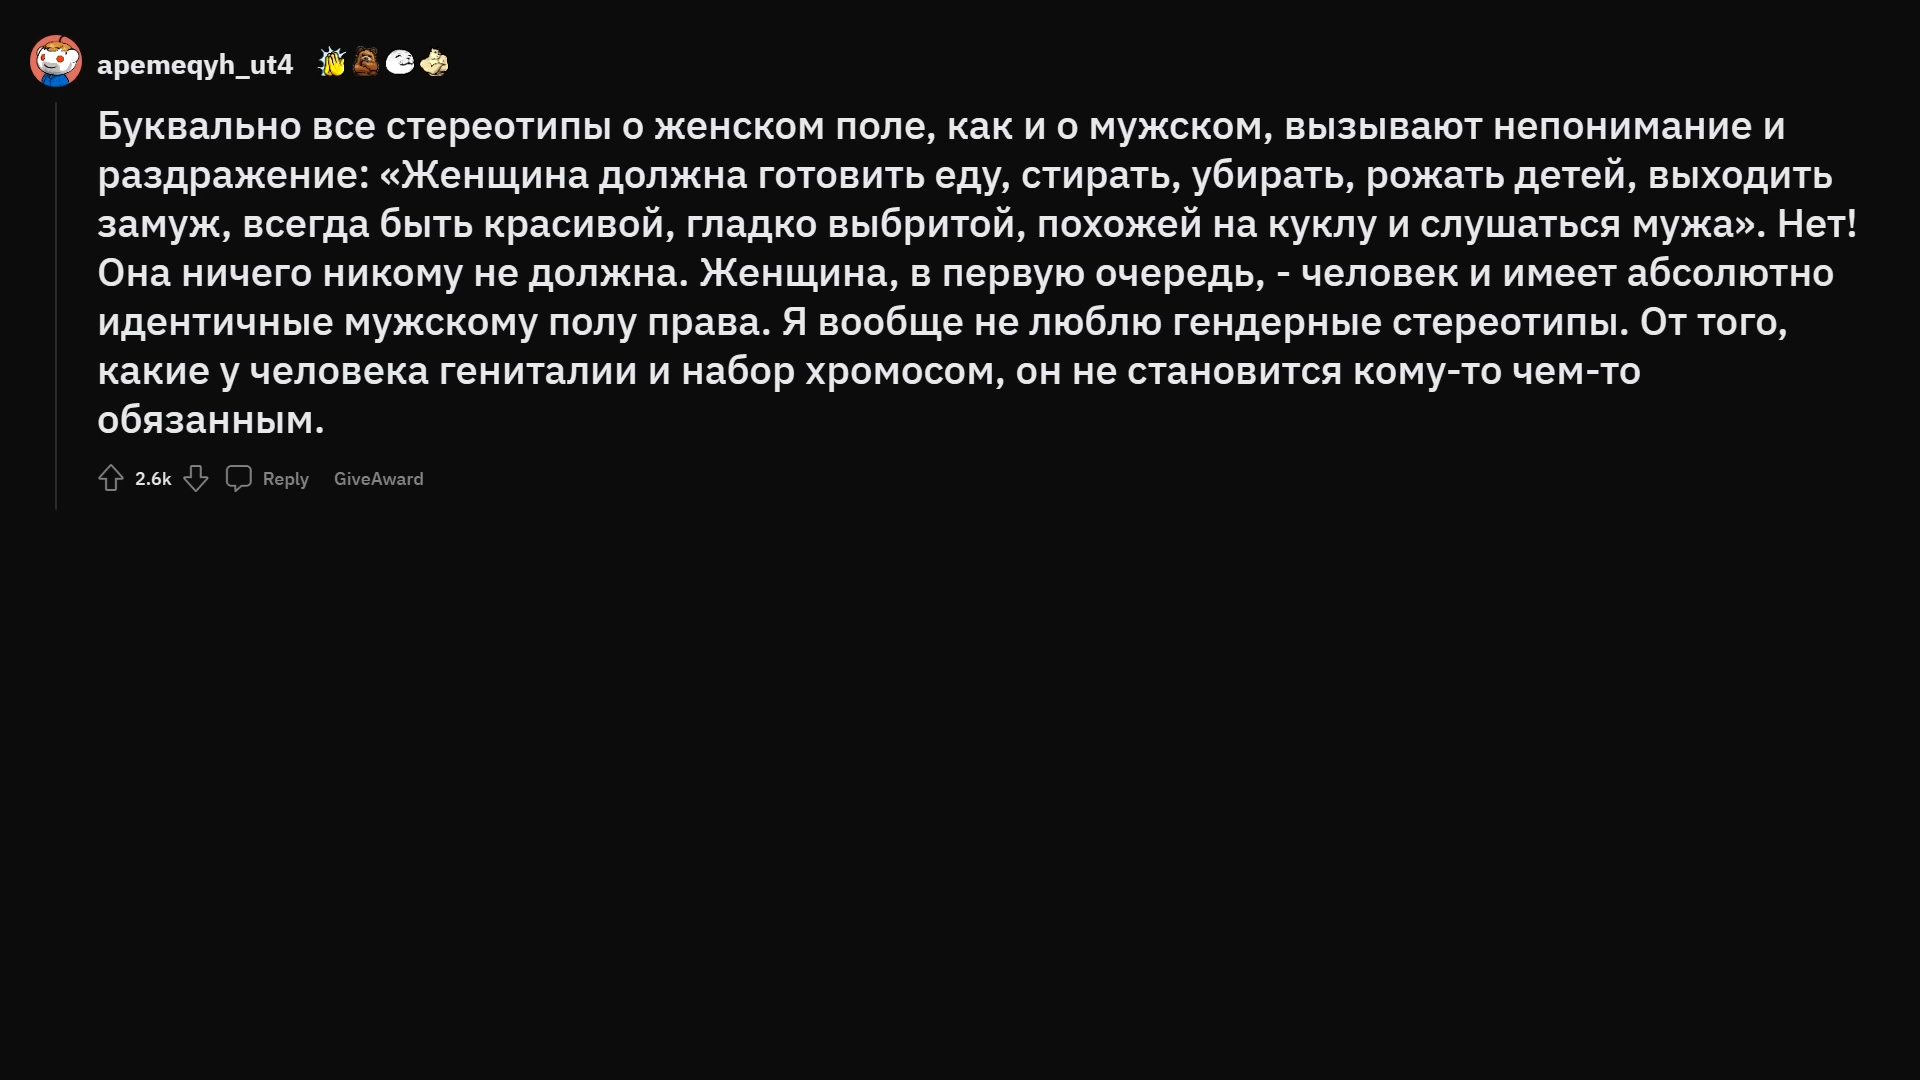 apemeqyh_ut4
Буквально все стереотипы о женском поле, как и о мужском, вызывают непонимание и
раздражение: «Женщина должна готовить еду, стирать, убирать, рожать детей, выходить
замуж, всегда быть красивой, гладко выбритой, похожей на куклу и слушаться мужа». Нет!
Она ничего никому не должна. Женщина, в первую очередь, - человек и имеет абсолютно
идентичные мужскому полу права. Я вообще не люблю гендерные стереотипы. От того,
какие у человека гениталии и набор хромосом, он не становится кому-то чем-то
обязанным.
2.6k Reply GiveAward